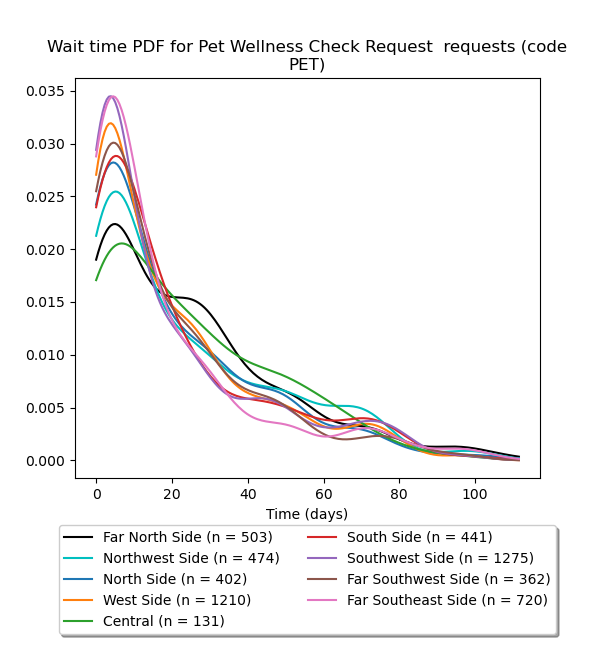 Wait time PDF for Pet Wellness Check Request  requests (code
PET)
0.035
0.030
0.025
0.020
0.015
0.010
0.005
0.000
0 20 40 60 80 100
Time (days)
Far North Side (n = 503)
Northwest Side (n = 474)
North Side (n = 402)
West Side (n = 1210)
Central (n = 131)
South Side (n = 441)
Southwest Side (n = 1275)
Far Southwest Side (n = 362)
Far Southeast Side (n = 720)